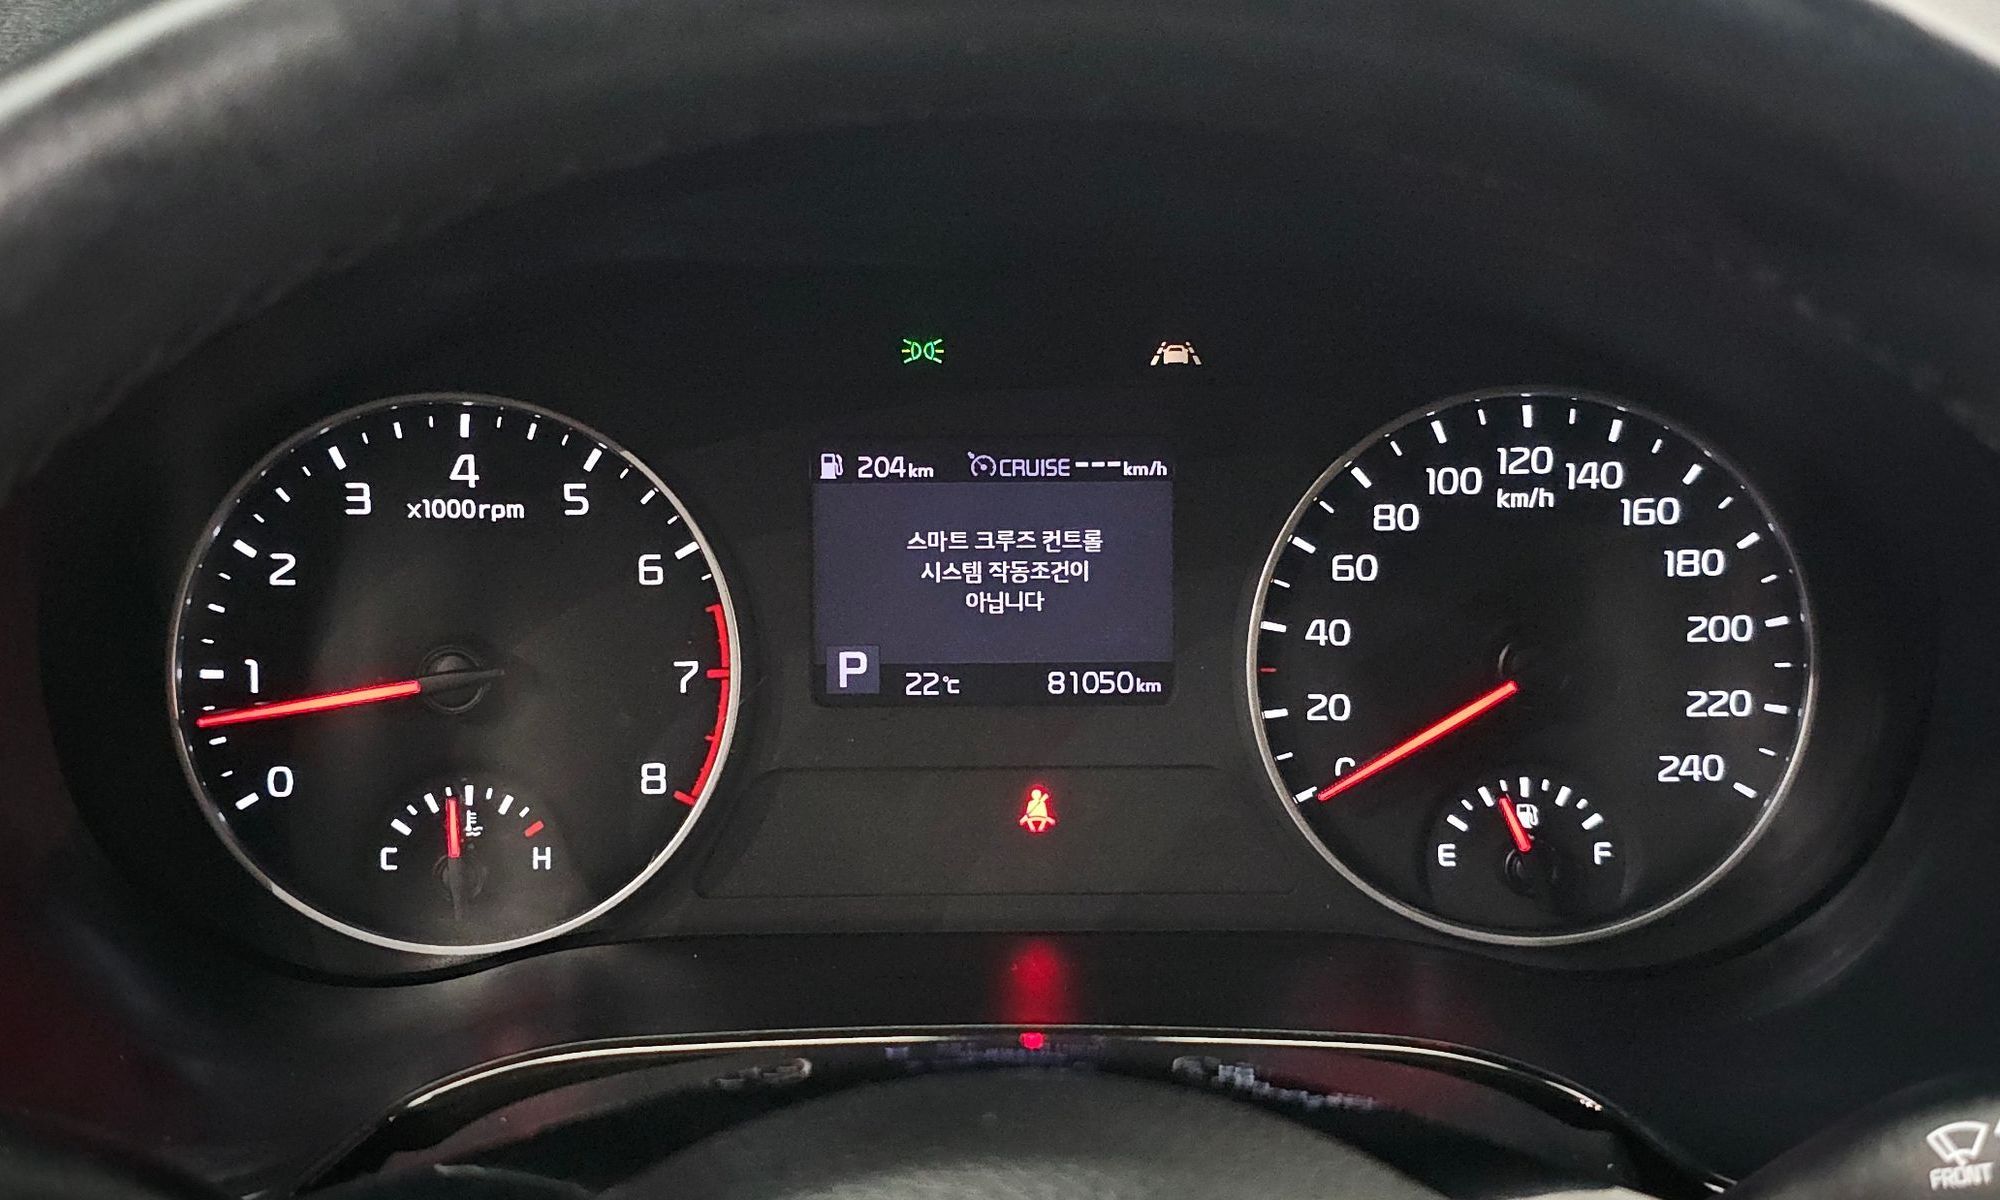 204km CRUISE---km/h
스마트 크루즈 컨트롤
시스템 작동조건이
아닙니다
P 22℃ 81050km
0 1 2 3 4 5 6 7 8
x1000rpm
C H
0 20 40 60 80 100 120 140 160 180 200 220 240
km/h
E F
FRONT